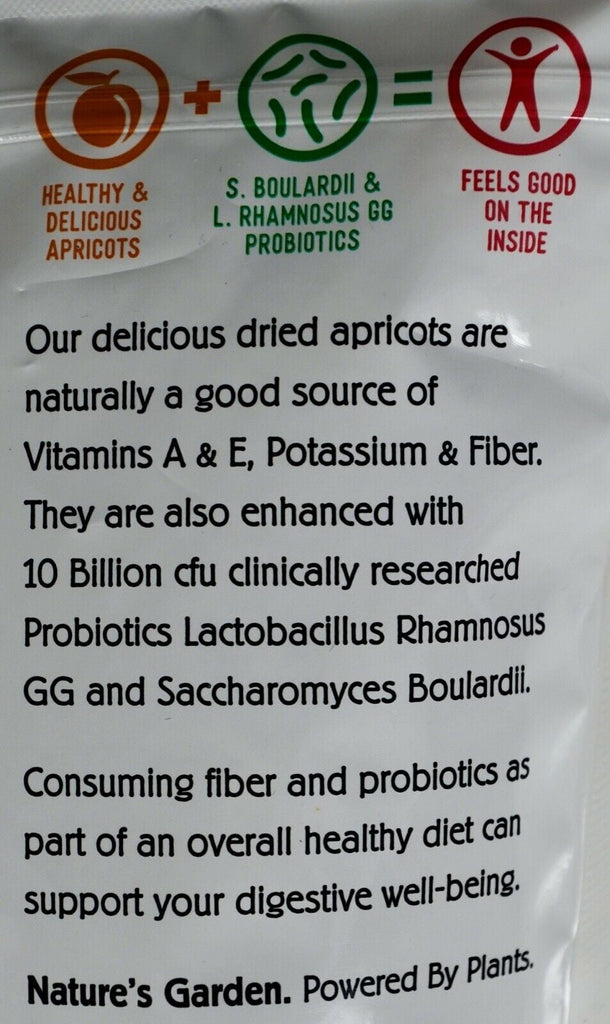 HEALTHY &
DELICIOUS
APRICOTS
+
S. BOULARDII &
L. RHAMNOSUS GG
PROBIOTICS
=
FEELS GOOD
ON THE
INSIDE
Our delicious dried apricots are
naturally a good source of
Vitamins A & E, Potassium & Fiber.
They are also enhanced with
10 Billion cfu clinically researched
Probiotics Lactobacillus Rhamnosus
GG and Saccharomyces Boulardii.
Consuming fiber and probiotics as
part of an overall healthy diet can
support your digestive well-being.
Nature's Garden. Powered By Plants.